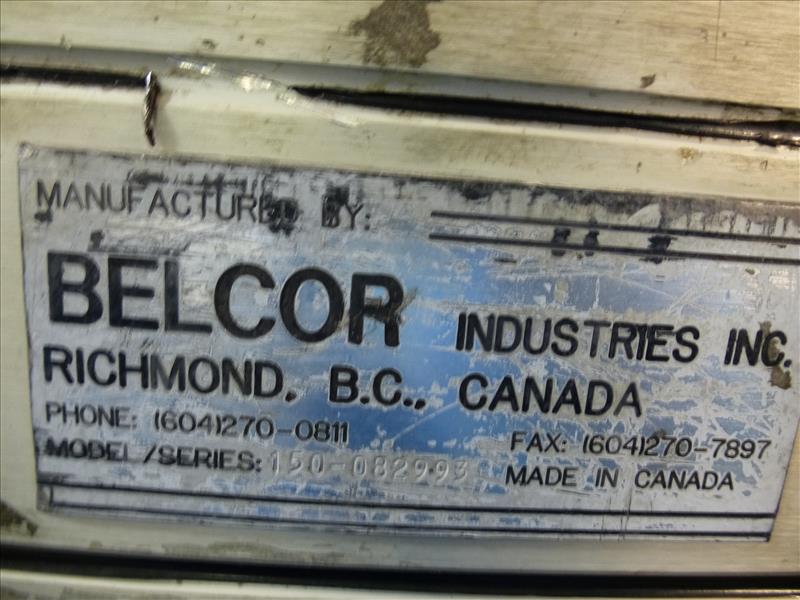 MANUFACTURED BY:
BELCOR INDUSTRIES INC.
RICHMOND, B.C., CANADA
PHONE: (604)270-0811 FAX: (604)270-7897
MODEL/SERIES: 150-082993 MADE IN CANADA